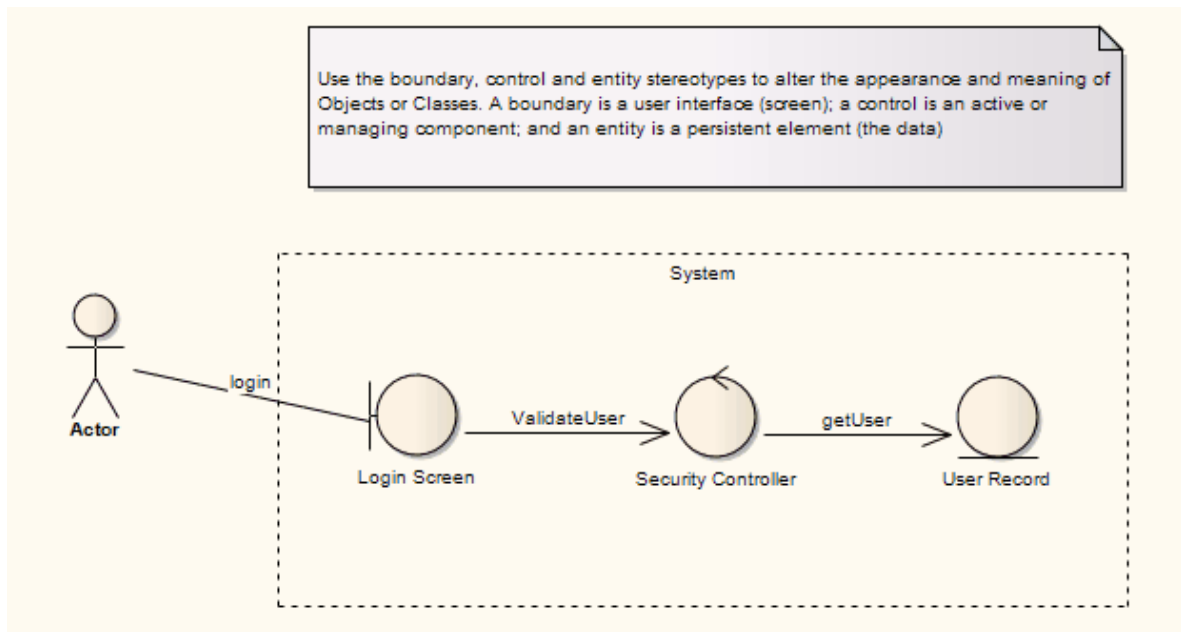 Use the boundary, control and entity stereotypes to alter the appearance and meaning of
Objects or Classes. A boundary is a user interface (screen); a control is an active or
managing component; and an entity is a persistent element (the data)
System
login
ValidateUser
getUser
Actor
Login Screen
Security Controller
User Record